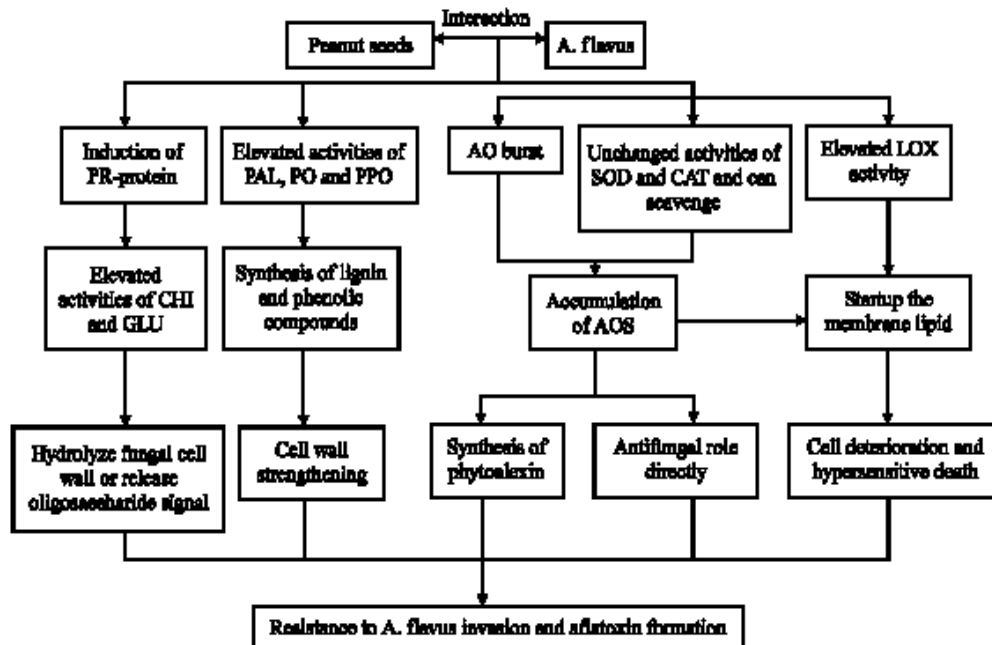 Interaction
Peanut seeds
A. flavus
Induction of
PR-protein
Elevated activities of
PAL, PO and PPO
AO burst
Unchanged activities of
SOD and CAT and can
scavenge
Elevated LOX
activity
Elevated
activities of CHI
and GLU
Synthesis of lignin
and phenolic
compounds
Accumulation
of AOS
Startup the
membrane lipid
Hydrolyze fungal cell
wall or release
oligosaccharide signal
Cell wall
strengthening
Synthesis of
phytoalexin
Antifungal role
directly
Cell deterioration and
hypersensitive death
Resistance to A. flavus invasion and aflatoxin formation